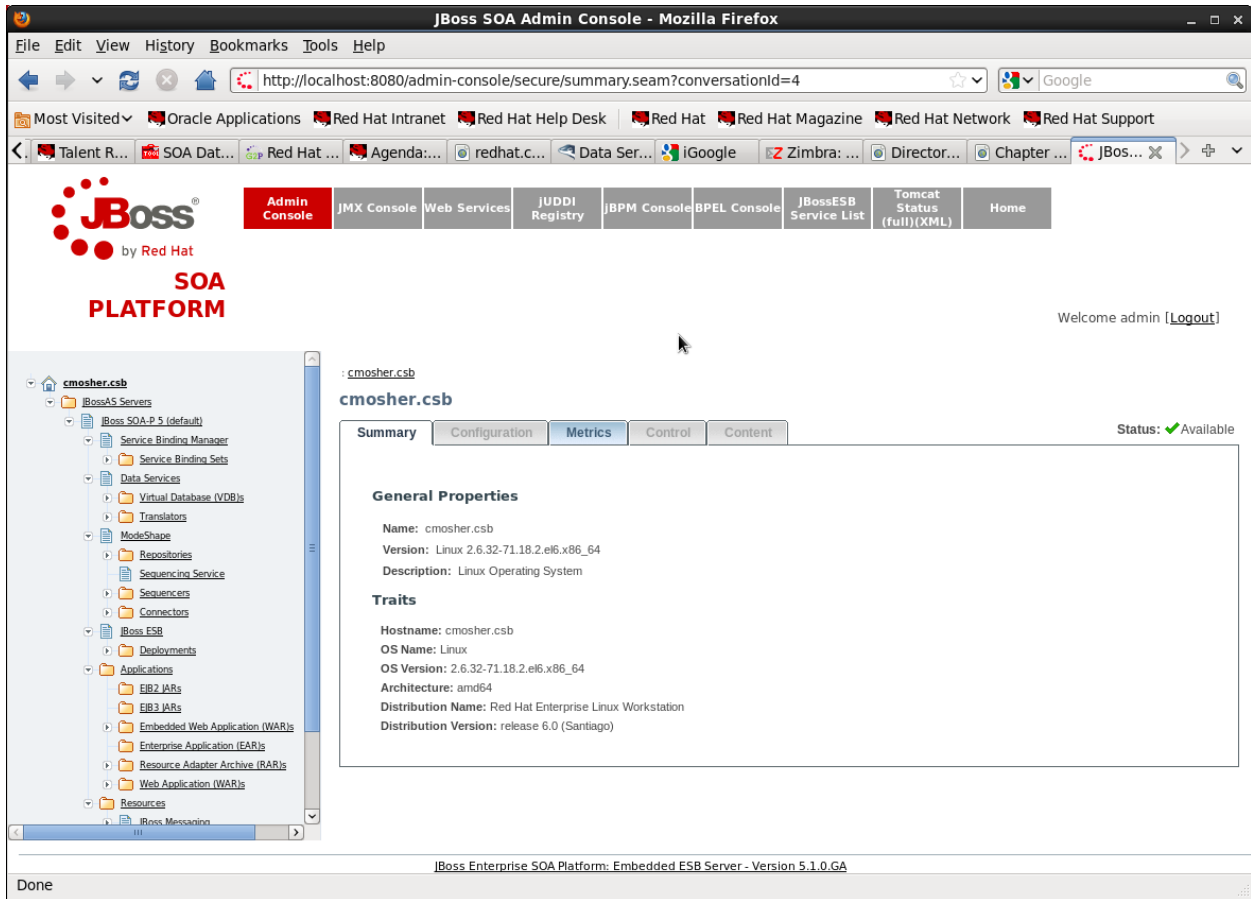 JBoss SOA Admin Console - Mozilla Firefox
File Edit View History Bookmarks Tools Help
http://localhost:8080/admin-console/secure/summary.seam?conversationId=4
Google
Most Visited Oracle Applications Red Hat Intranet Red Hat Help Desk Red Hat Red Hat Magazine Red Hat Network Red Hat Support
Talent R... SOA Dat... Red Hat ... Agenda:... redhat.c... Data Ser... iGoogle Zimbra: ... Director... Chapter ... JBos...
JBoss®
by Red Hat
SOA
PLATFORM
Admin Console
JMX Console
Web Services
jUDDI Registry
JBPM Console
BPEL Console
JBossESB Service List
Tomcat Status (full)(XML)
Home
Welcome admin [Logout]
cmosher.csb
JBossAS Servers
JBoss SOA-P 5 (default)
Service Binding Manager
Service Binding Sets
Data Services
Virtual Database (VDB)s
Translators
ModeShape
Repositories
Sequencing Service
Sequencers
Connectors
JBoss ESB
Deployments
Applications
EJB2 JARs
EJB3 JARs
Embedded Web Application (WAR)s
Enterprise Application (EAR)s
Resource Adapter Archive (RAR)s
Web Application (WAR)s
Resources
JBoss Messaging
: cmosher.csb
cmosher.csb
Summary Configuration Metrics Control Content
Status: Available
General Properties
Name: cmosher.csb
Version: Linux 2.6.32-71.18.2.el6.x86_64
Description: Linux Operating System
Traits
Hostname: cmosher.csb
OS Name: Linux
OS Version: 2.6.32-71.18.2.el6.x86_64
Architecture: amd64
Distribution Name: Red Hat Enterprise Linux Workstation
Distribution Version: release 6.0 (Santiago)
JBoss Enterprise SOA Platform: Embedded ESB Server - Version 5.1.0.GA
Done